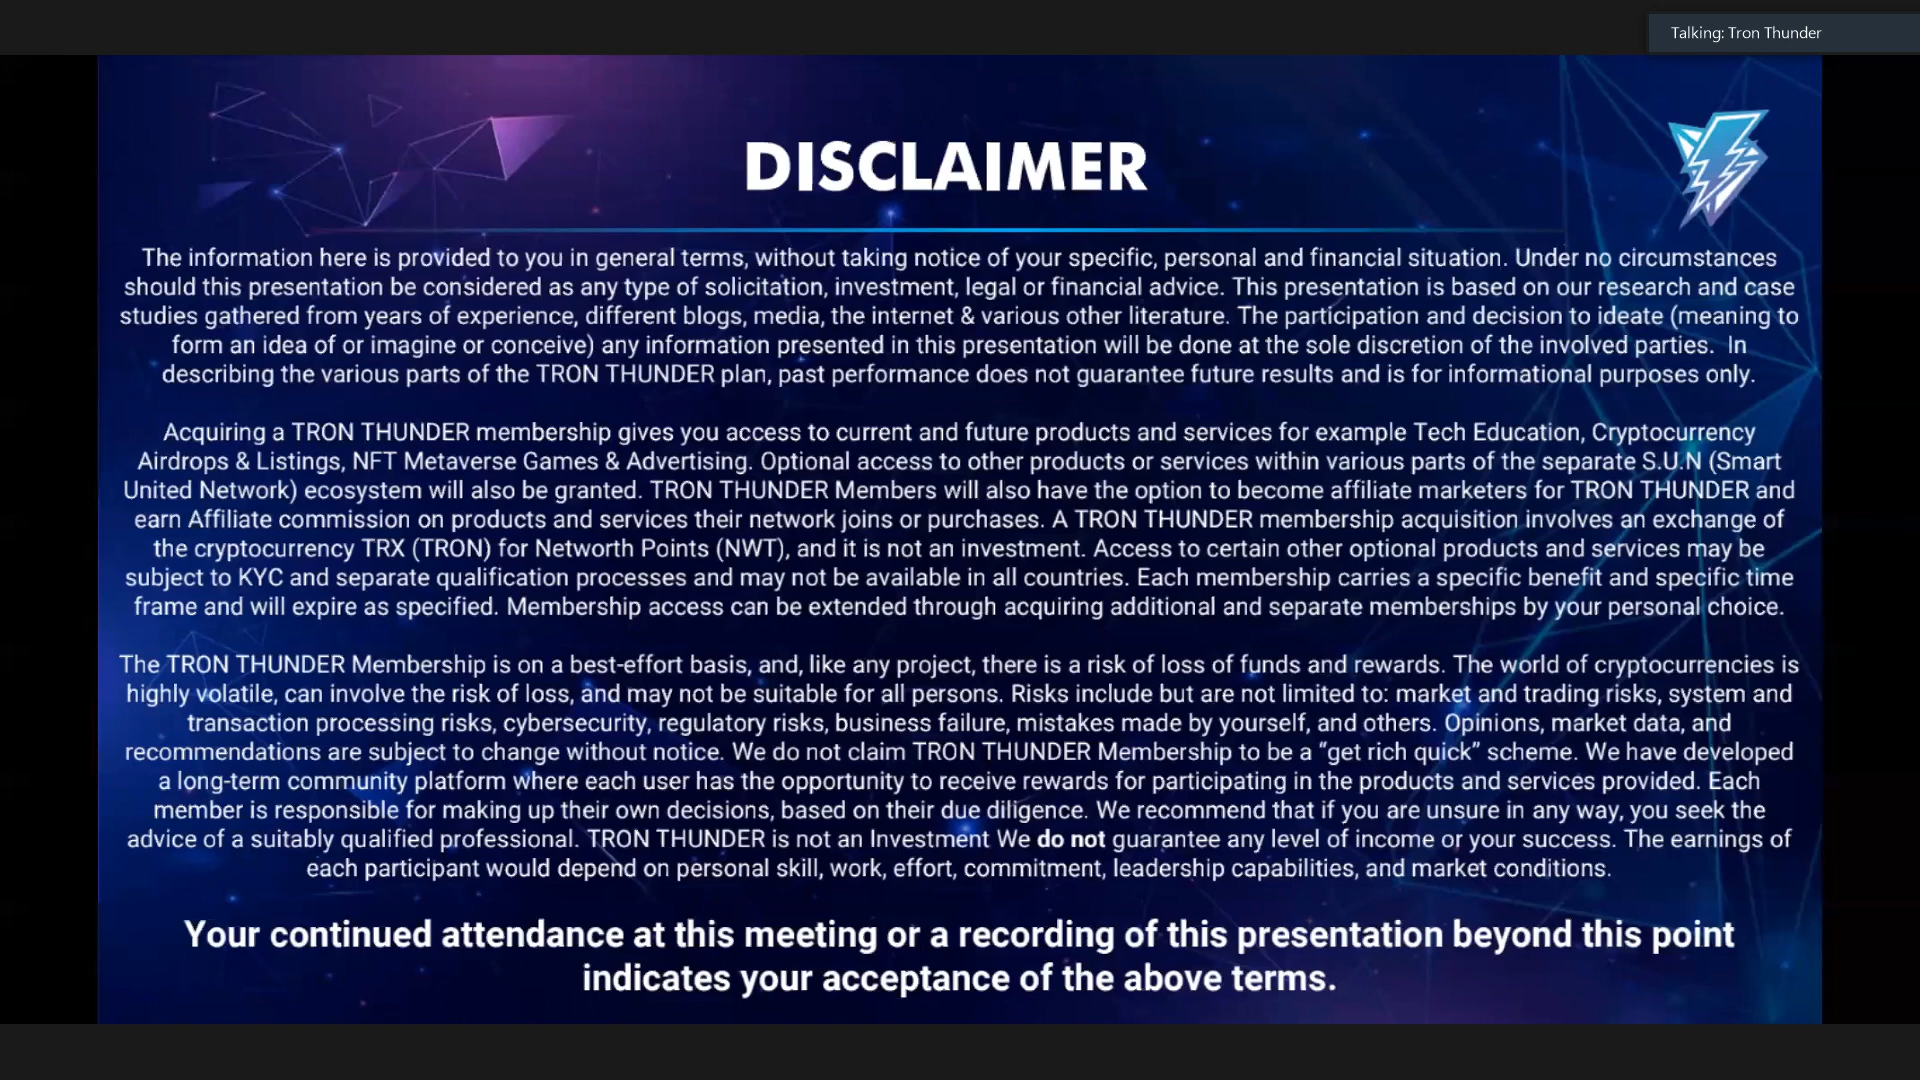 Talking: Tron Thunder
DISCLAIMER
The information here is provided to you in general terms, without taking notice of your specific, personal and financial situation. Under no circumstances
should this presentation be considered as any type of solicitation, investment, legal or financial advice. This presentation is based on our research and case
studies gathered from years of experience, different blogs, media, the internet & various other literature. The participation and decision to ideate (meaning to
form an idea of or imagine or conceive) any information presented in this presentation will be done at the sole discretion of the involved parties.  In
describing the various parts of the TRON THUNDER plan, past performance does not guarantee future results and is for informational purposes only.
Acquiring a TRON THUNDER membership gives you access to current and future products and services for example Tech Education, Cryptocurrency
Airdrops & Listings, NFT Metaverse Games & Advertising. Optional access to other products or services within various parts of the separate S.U.N (Smart
United Network) ecosystem will also be granted. TRON THUNDER Members will also have the option to become affiliate marketers for TRON THUNDER and
earn Affiliate commission on products and services their network joins or purchases. A TRON THUNDER membership acquisition involves an exchange of
the cryptocurrency TRX (TRON) for Networth Points (NWT), and it is not an investment. Access to certain other optional products and services may be
subject to KYC and separate qualification processes and may not be available in all countries. Each membership carries a specific benefit and specific time
frame and will expire as specified. Membership access can be extended through acquiring additional and separate memberships by your personal choice.
The TRON THUNDER Membership is on a best-effort basis, and, like any project, there is a risk of loss of funds and rewards. The world of cryptocurrencies is
highly volatile, can involve the risk of loss, and may not be suitable for all persons. Risks include but are not limited to: market and trading risks, system and
transaction processing risks, cybersecurity, regulatory risks, business failure, mistakes made by yourself, and others. Opinions, market data, and
recommendations are subject to change without notice. We do not claim TRON THUNDER Membership to be a “get rich quick” scheme. We have developed
a long-term community platform where each user has the opportunity to receive rewards for participating in the products and services provided. Each
member is responsible for making up their own decisions, based on their due diligence. We recommend that if you are unsure in any way, you seek the
advice of a suitably qualified professional. TRON THUNDER is not an Investment We do not guarantee any level of income or your success. The earnings of
each participant would depend on personal skill, work, effort, commitment, leadership capabilities, and market conditions.
Your continued attendance at this meeting or a recording of this presentation beyond this point
indicates your acceptance of the above terms.